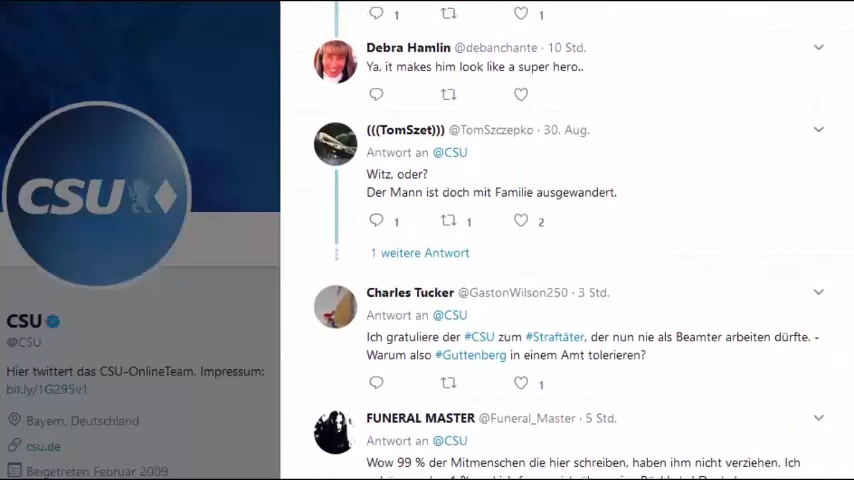 CSU
CSU
@CSU
Hier twittert das CSU-OnlineTeam. Impressum:
bit.ly/1G295v1
Bayern, Deutschland
csu.de
Beigetreten Februar 2009
1 1
Debra Hamlin @debanchante · 10 Std.
Ya, it makes him look like a super hero..
(((TomSzet))) @TomSzczepko · 30. Aug.
Antwort an @CSU
Witz, oder?
Der Mann ist doch mit Familie ausgewandert.
1 1 2
1 weitere Antwort
Charles Tucker @GastonWilson250 · 3 Std.
Antwort an @CSU
Ich gratuliere der #CSU zum #Straftäter, der nun nie als Beamter arbeiten dürfte. -
Warum also #Guttenberg in einem Amt tolerieren?
1
FUNERAL MASTER @Funeral_Master · 5 Std.
Antwort an @CSU
Wow 99 % der Mitmenschen die hier schreiben, haben ihm nicht verziehen. Ich